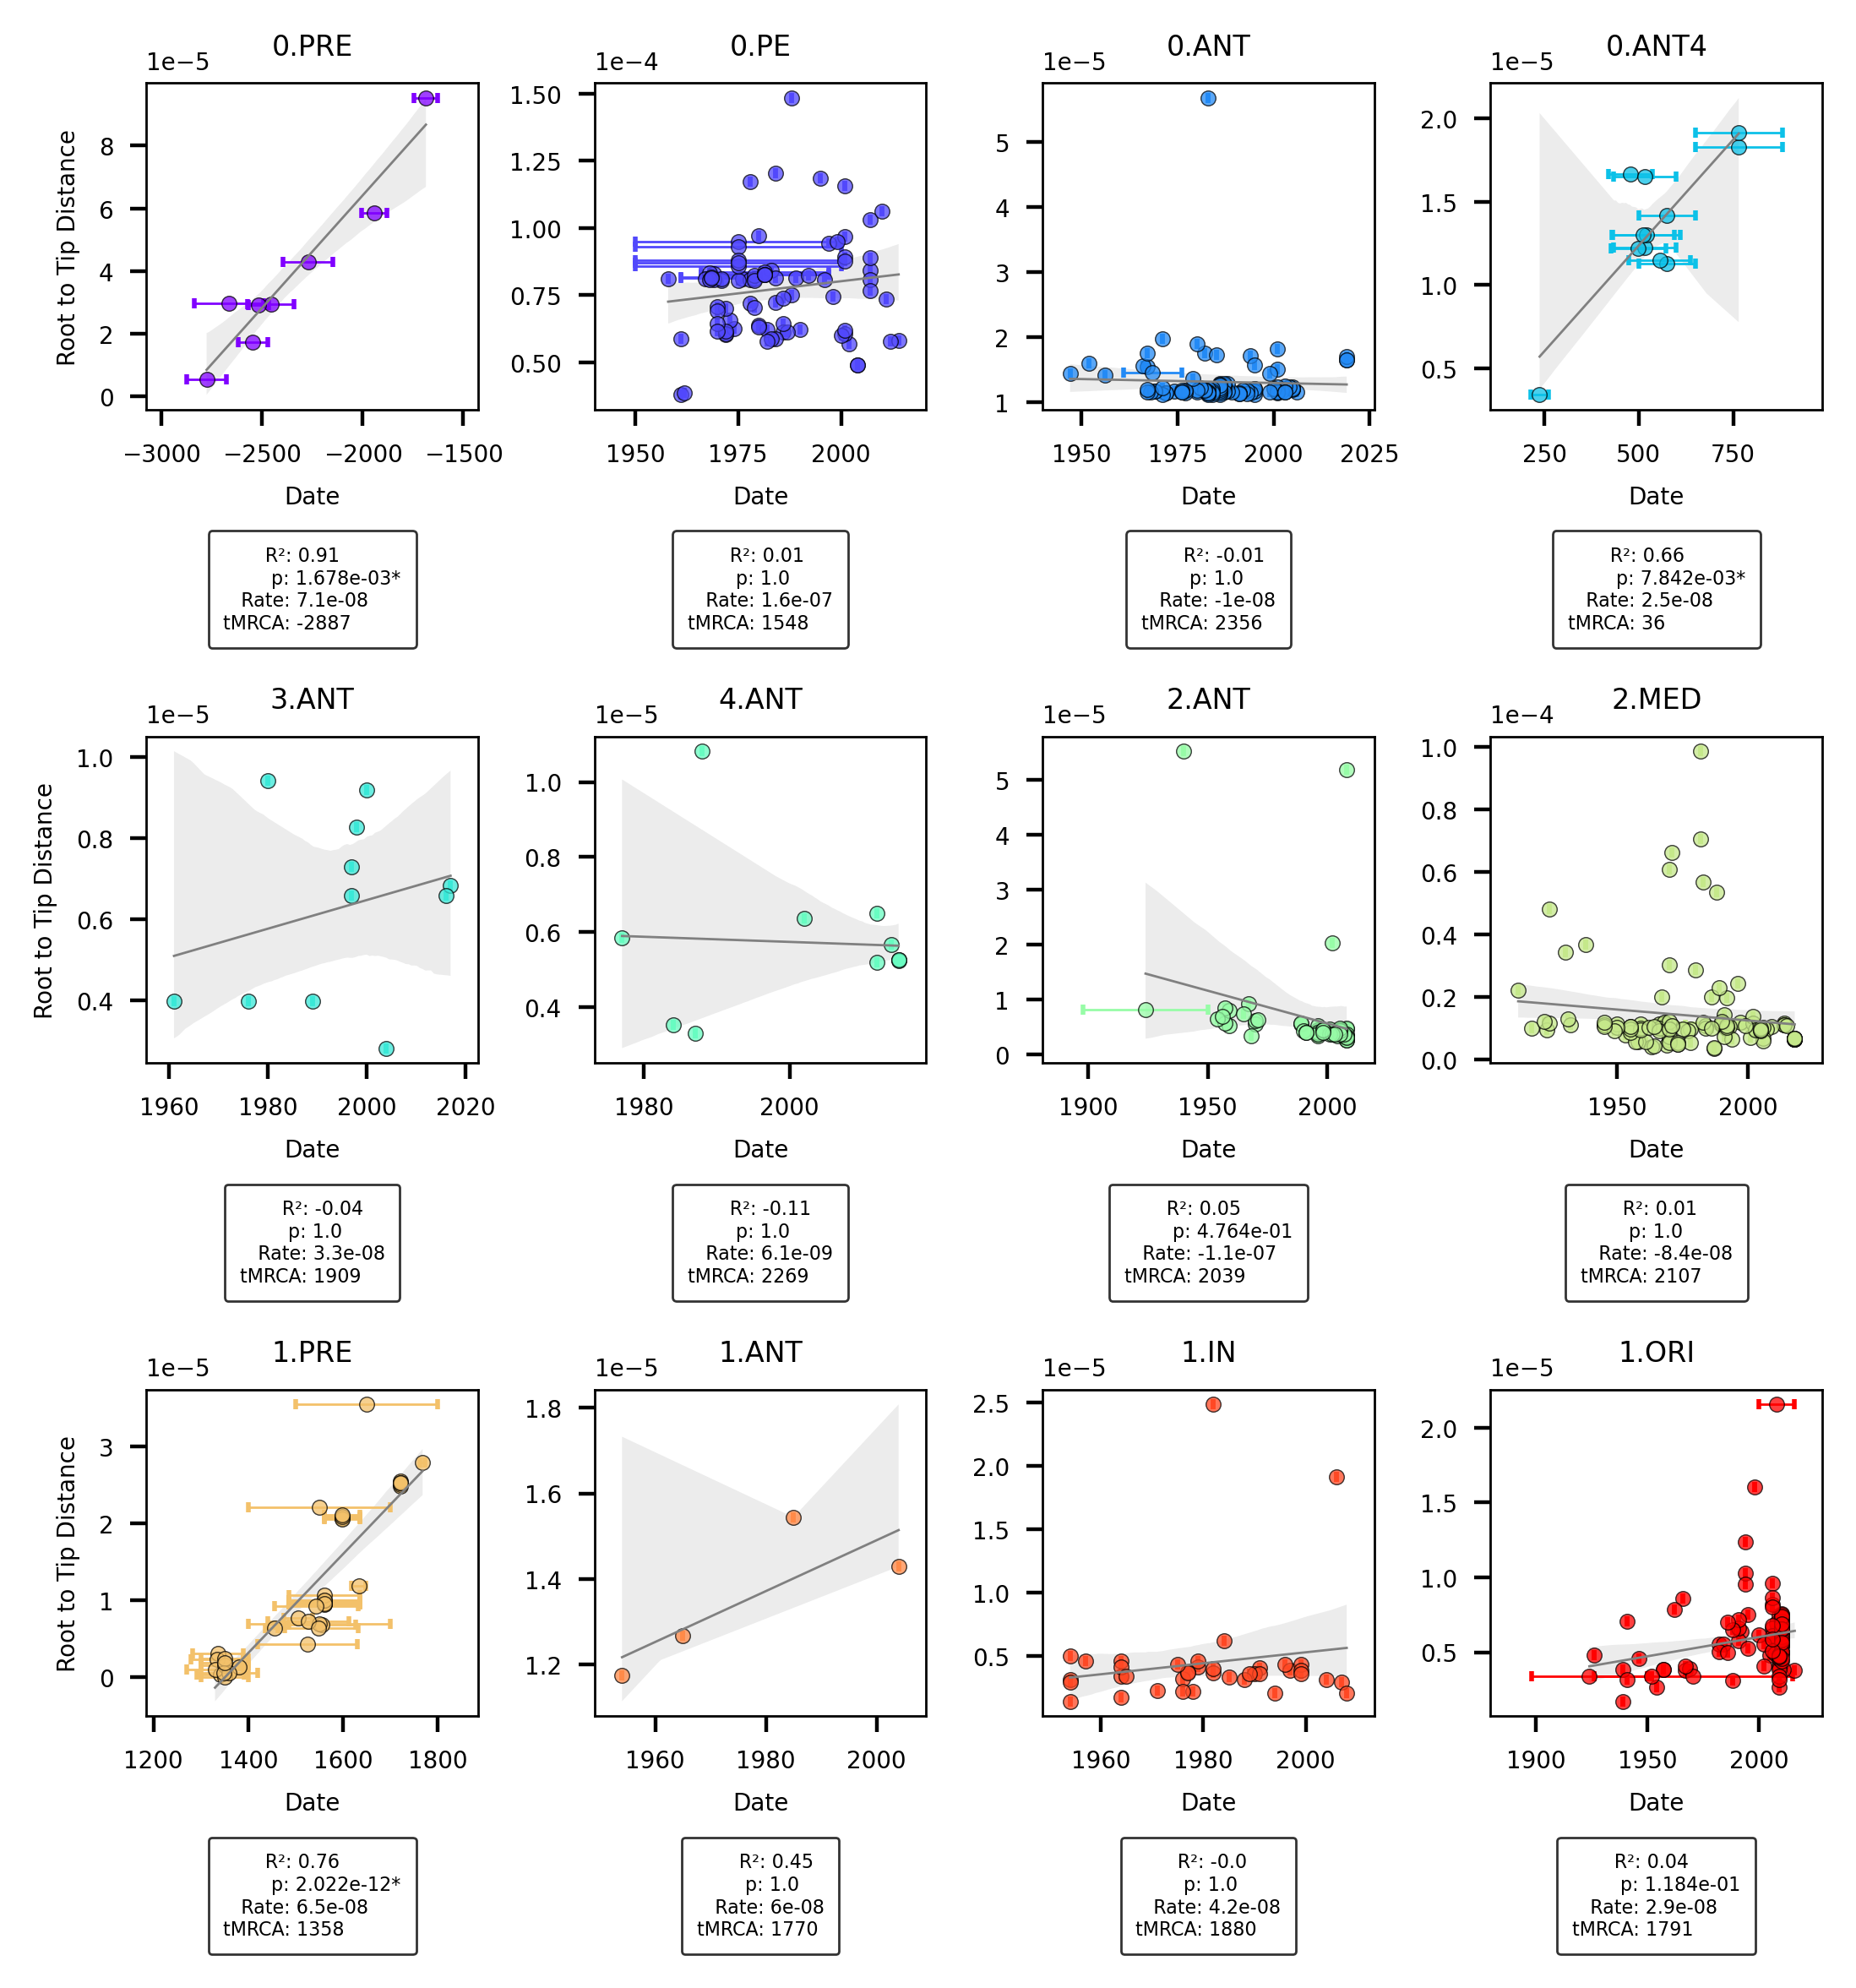 0.PRE
1e−5
Root to Tip Distance
8
6
4
2
0
−3000 −2500 −2000 −1500
Date
R²: 0.91
p: 1.678e-03*
Rate: 7.1e-08
tMRCA: -2887
0.PE
1e−4
1.50
1.25
1.00
0.75
0.50
1950 1975 2000
Date
R²: 0.01
p: 1.0
Rate: 1.6e-07
tMRCA: 1548
0.ANT
1e−5
5
4
3
2
1
1950 1975 2000 2025
Date
R²: -0.01
p: 1.0
Rate: -1e-08
tMRCA: 2356
0.ANT4
1e−5
2.0
1.5
1.0
0.5
250 500 750
Date
R²: 0.66
p: 7.842e-03*
Rate: 2.5e-08
tMRCA: 36
3.ANT
1e−5
Root to Tip Distance
1.0
0.8
0.6
0.4
1960 1980 2000 2020
Date
R²: -0.04
p: 1.0
Rate: 3.3e-08
tMRCA: 1909
4.ANT
1e−5
1.0
0.8
0.6
0.4
1980 2000
Date
R²: -0.11
p: 1.0
Rate: 6.1e-09
tMRCA: 2269
2.ANT
1e−5
5
4
3
2
1
0
1900 1950 2000
Date
R²: 0.05
p: 4.764e-01
Rate: -1.1e-07
tMRCA: 2039
2.MED
1e−4
1.0
0.8
0.6
0.4
0.2
0.0
1950 2000
Date
R²: 0.01
p: 1.0
Rate: -8.4e-08
tMRCA: 2107
1.PRE
1e−5
Root to Tip Distance
3
2
1
0
1200 1400 1600 1800
Date
R²: 0.76
p: 2.022e-12*
Rate: 6.5e-08
tMRCA: 1358
1.ANT
1e−5
1.8
1.6
1.4
1.2
1960 1980 2000
Date
R²: 0.45
p: 1.0
Rate: 6e-08
tMRCA: 1770
1.IN
1e−5
2.5
2.0
1.5
1.0
0.5
1960 1980 2000
Date
R²: -0.0
p: 1.0
Rate: 4.2e-08
tMRCA: 1880
1.ORI
1e−5
2.0
1.5
1.0
0.5
1900 1950 2000
Date
R²: 0.04
p: 1.184e-01
Rate: 2.9e-08
tMRCA: 1791